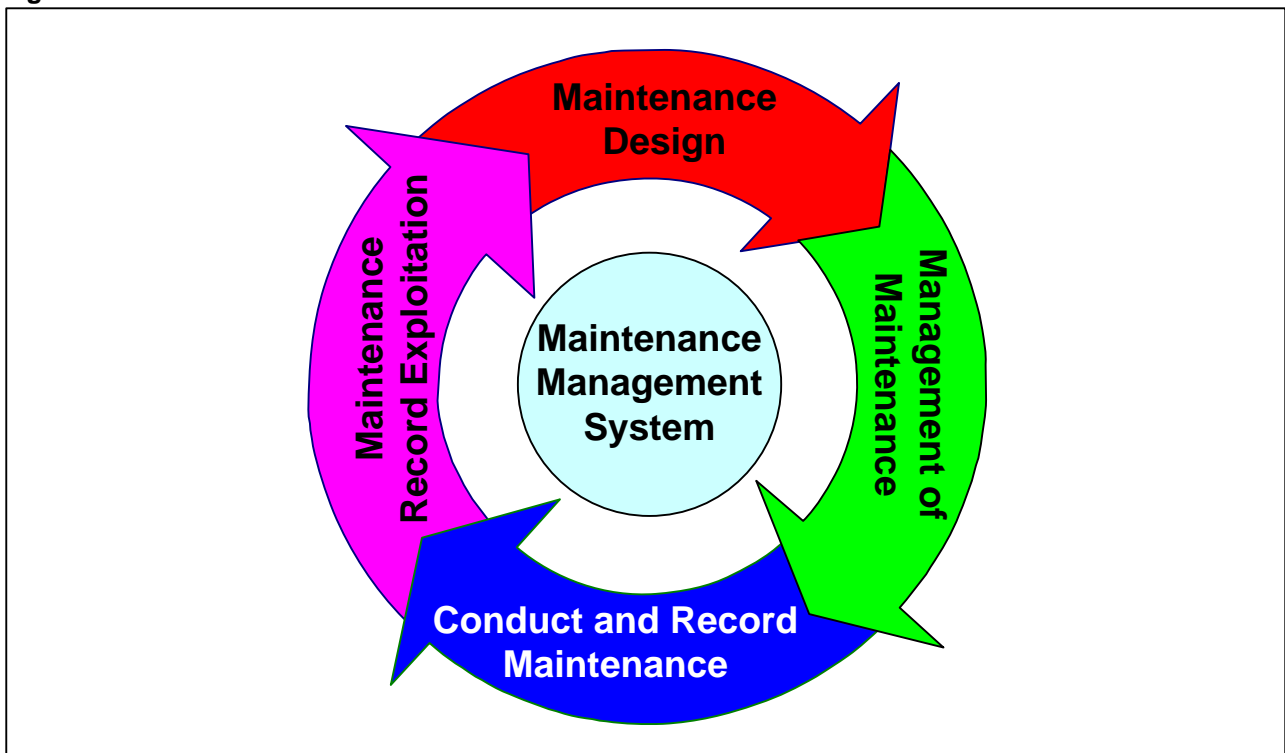 Maintenance
Design
Management of
Maintenance
Conduct and Record
Maintenance
Maintenance
Record Exploitation
Maintenance
Management
System